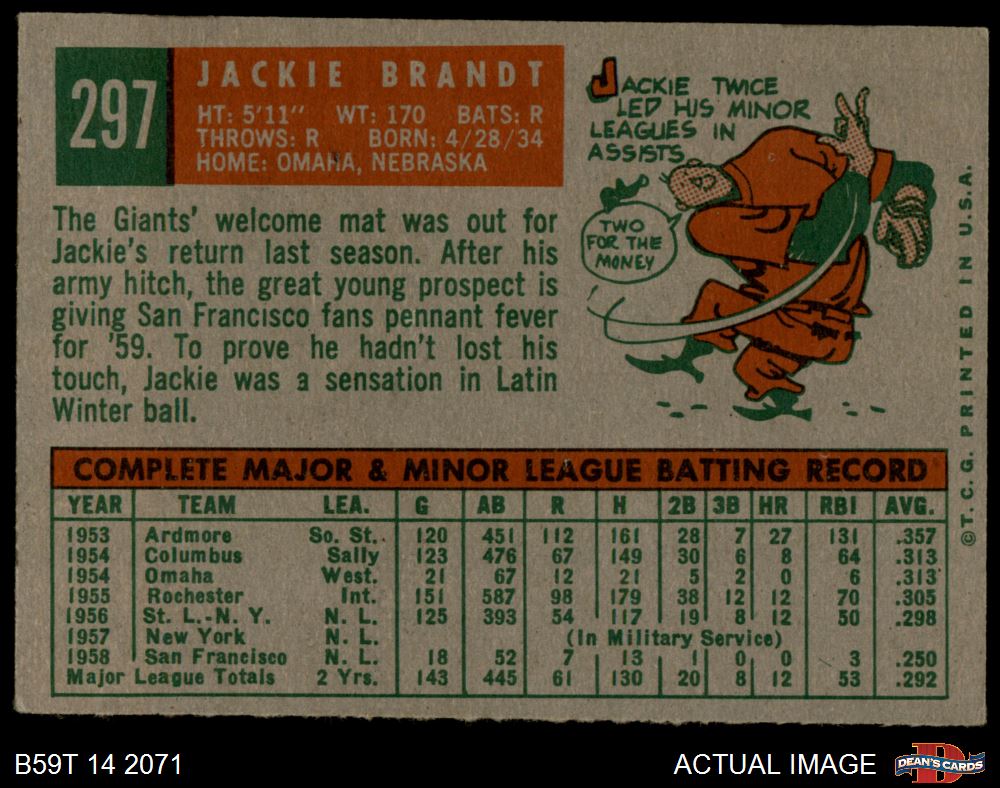 297
JACKIE BRANDT
HT: 5'11" WT: 170 BATS: R
THROWS: R BORN: 4/28/34
HOME: OMAHA, NEBRASKA
JACKIE TWICE
LED HIS MINOR
LEAGUES IN
ASSISTS
TWO
FOR THE
MONEY
The Giants' welcome mat was out for
Jackie's return last season. After his
army hitch, the great young prospect is
giving San Francisco fans pennant fever
for '59. To prove he hadn't lost his
touch, Jackie was a sensation in Latin
Winter ball.
©T.C.G. PRINTED IN U.S.A.
COMPLETE MAJOR & MINOR LEAGUE BATTING RECORD
YEAR TEAM LEA. G AB R H 2B 3B HR RBI AVG.
1953 Ardmore So. St. 120 451 112 161 28 7 27 131 .357
1954 Columbus Sally 123 476 67 149 30 6 8 64 .313
1954 Omaha West. 21 67 12 21 5 2 0 6 .313
1955 Rochester Int. 151 587 98 179 38 12 12 70 .305
1956 St. L.-N. Y. N. L. 125 393 54 117 19 8 12 50 .298
1957 New York N. L. (In Military Service)
1958 San Francisco N. L. 18 52 7 13 1 0 0 3 .250
Major League Totals 2 Yrs. 143 445 61 130 20 8 12 53 .292
B59T 14 2071
ACTUAL IMAGE
DEAN'S CARDS